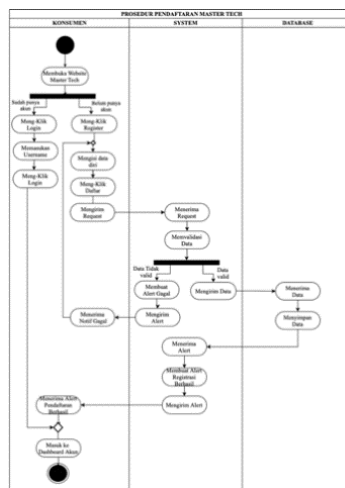 PROSEDUR PENDAFTARAN MASTER TECH
KONSUMEN
SYSTEM
DATABASE
Membuka Website
Master Tech
Sudah punya
akun
Belum punya
akun
Meng-Klik
Login
Meng-Klik
Register
Memasukan
Username
Mengisi data
diri
Meng-Klik
Login
Meng-Klik
Daftar
Mengirim
Request
Menerima
Request
Memvalidasi
Data
Data Tidak
valid
Data
valid
Membuat
Alert Gagal
Mengirim Data
Menerima
Data
Menerima
Notif Gagal
Mengirim
Alert
Menyimpan
Data
Menerima
Alert
Membuat Alert
Registrasi
Berhasil
Menerima Alert
Pendaftaran
Berhasil
Mengirim Alert
Masuk ke
Dashboard Akun